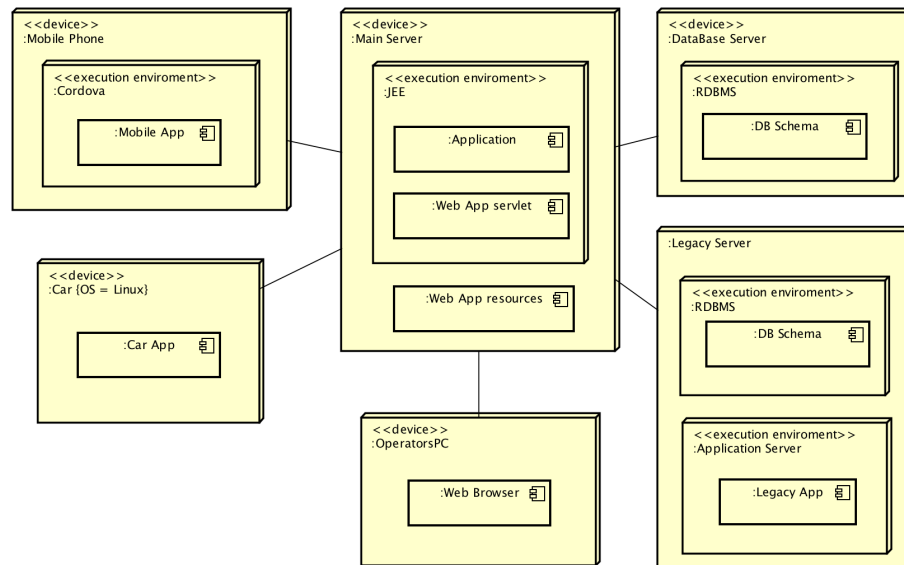 <<device>>
:Mobile Phone
<<execution enviroment>>
:Cordova
:Mobile App
<<device>>
:Main Server
<<execution enviroment>>
:JEE
:Application
:Web App servlet
:Web App resources
<<device>>
:DataBase Server
<<execution enviroment>>
:RDBMS
:DB Schema
<<device>>
:Car {OS = Linux}
:Car App
:Legacy Server
<<execution enviroment>>
:RDBMS
:DB Schema
<<execution enviroment>>
:Application Server
:Legacy App
<<device>>
:OperatorsPC
:Web Browser